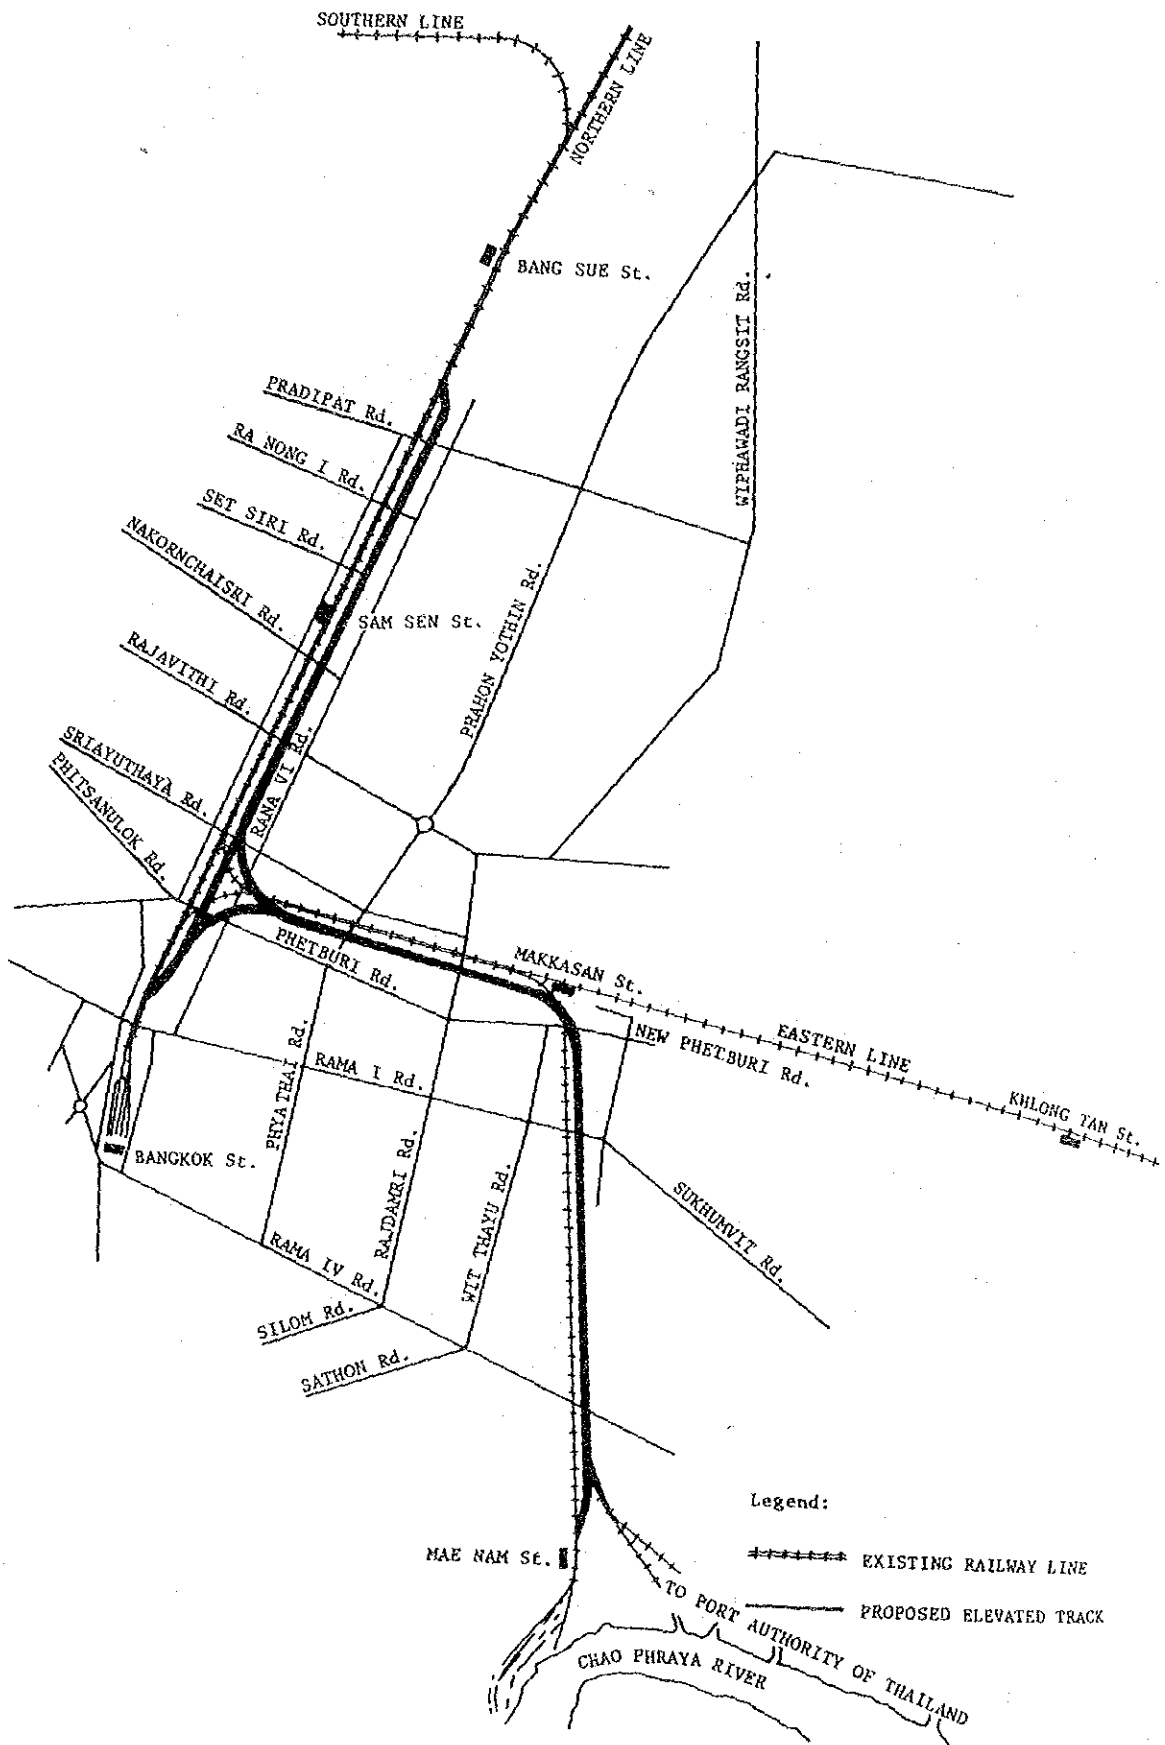 SOUTHERN LINE
NORTHERN LINE
BANG SUE St.
WIPHAWADI RANGSIT Rd.
PRADIPAT Rd.
RA NONG I Rd.
SET SIRI Rd.
NAKORNCHAISRI Rd.
SAM SEN St.
PHAHON YOTHIN Rd.
RAJAVITHI Rd.
SRIAYUTHAYA Rd.
PHITSANULOK Rd.
RANA VI Rd.
PHETBURI Rd.
MAKKASAN St.
EASTERN LINE
NEW PHETBURI Rd.
KHLONG TAN St.
RAMA I Rd.
PHYATHAI Rd.
BANGKOK St.
RAJDAMRI Rd.
WIT THAYU Rd.
SUKHUMVIT Rd.
RAMA IV Rd.
SILOM Rd.
SATHON Rd.
Legend:
MAE NAM St.
EXISTING RAILWAY LINE
PROPOSED ELEVATED TRACK
TO PORT AUTHORITY OF THAILAND
CHAO PHRAYA RIVER